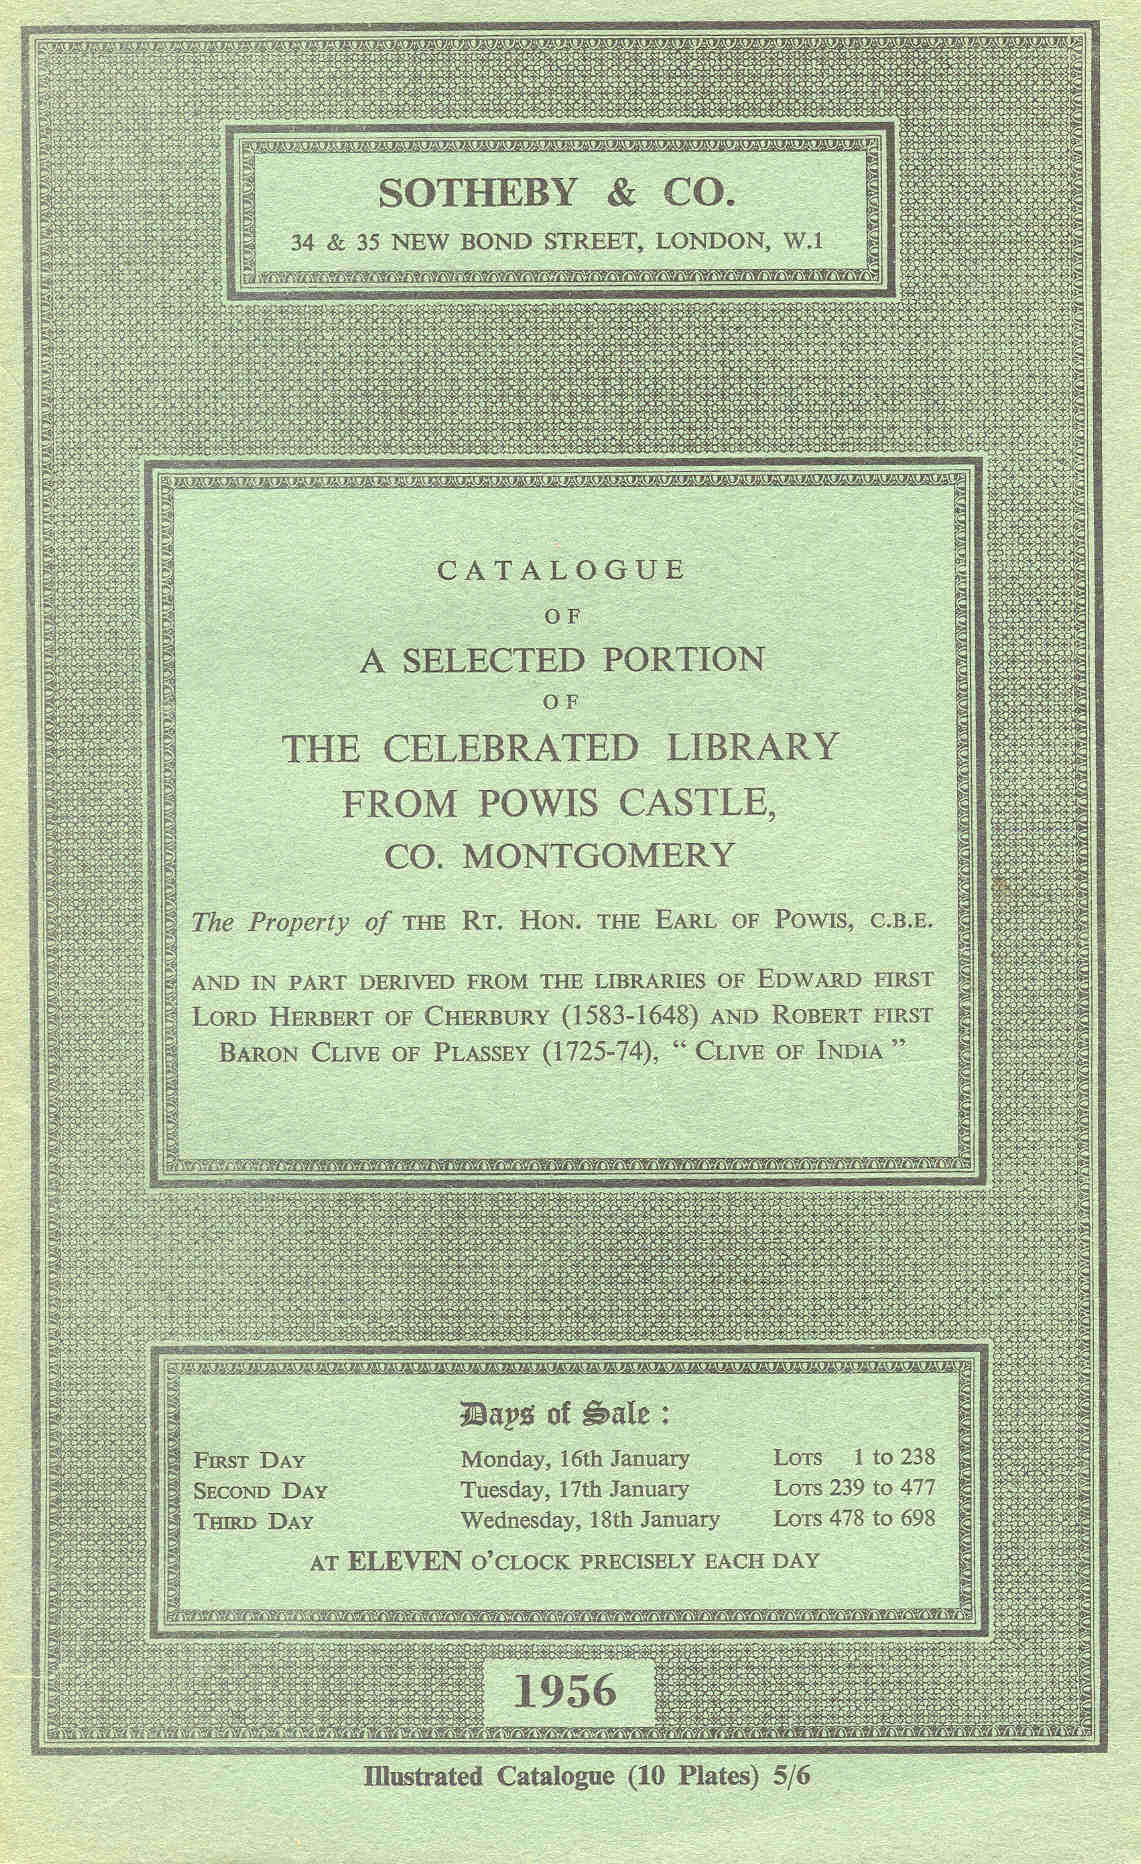 SOTHEBY & CO.
34 & 35 NEW BOND STREET, LONDON, W.1
CATALOGUE
OF
A SELECTED PORTION
OF
THE CELEBRATED LIBRARY
FROM POWIS CASTLE,
CO. MONTGOMERY
The Property of THE RT. HON. THE EARL OF POWIS, C.B.E.
AND IN PART DERIVED FROM THE LIBRARIES OF EDWARD FIRST
LORD HERBERT OF CHERBURY (1583-1648) AND ROBERT FIRST
BARON CLIVE OF PLASSEY (1725-74), " CLIVE OF INDIA "
Days of Sale :
FIRST DAY Monday, 16th January LOTS 1 to 238
SECOND DAY Tuesday, 17th January LOTS 239 to 477
THIRD DAY Wednesday, 18th January LOTS 478 to 698
AT ELEVEN O'CLOCK PRECISELY EACH DAY
1956
Illustrated Catalogue (10 Plates) 5/6